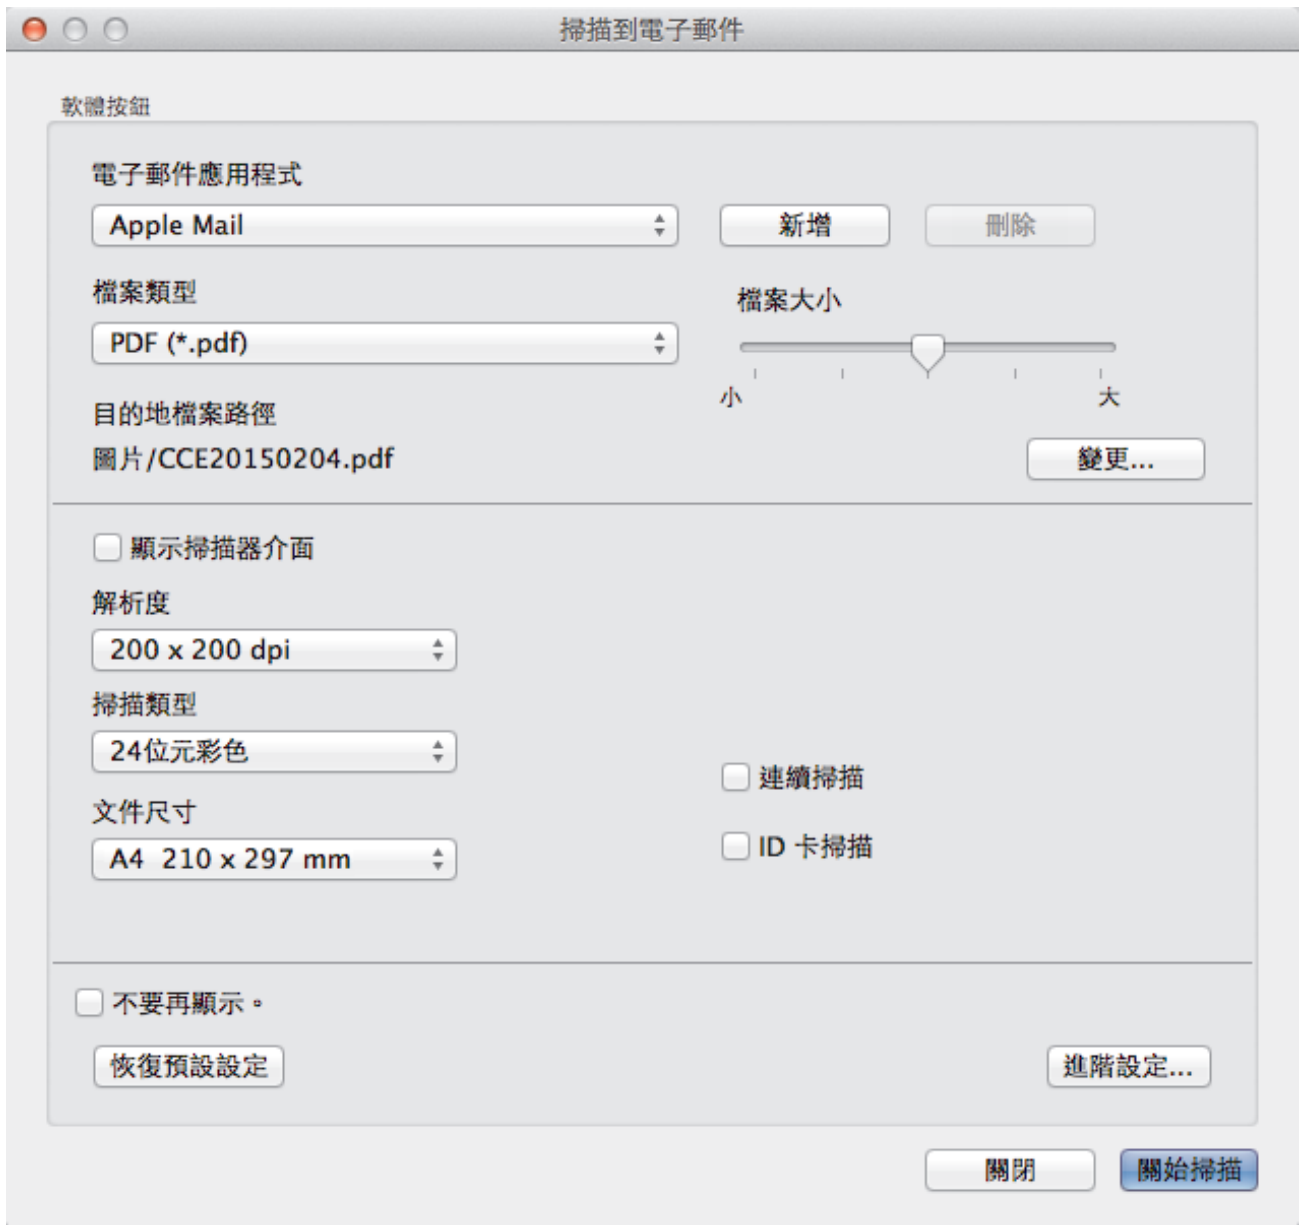 掃描到電子郵件
軟體按鈕
電子郵件應用程式
Apple Mail
新增
刪除
檔案類型
檔案大小
PDF (*.pdf)
小
大
目的地檔案路徑
圖片/CCE20150204.pdf
變更...
顯示掃描器介面
解析度
200 x 200 dpi
掃描類型
24位元彩色
連續掃描
文件尺寸
A4 210 x 297 mm
ID 卡掃描
不要再顯示。
恢復預設設定
進階設定...
關閉
開始掃描